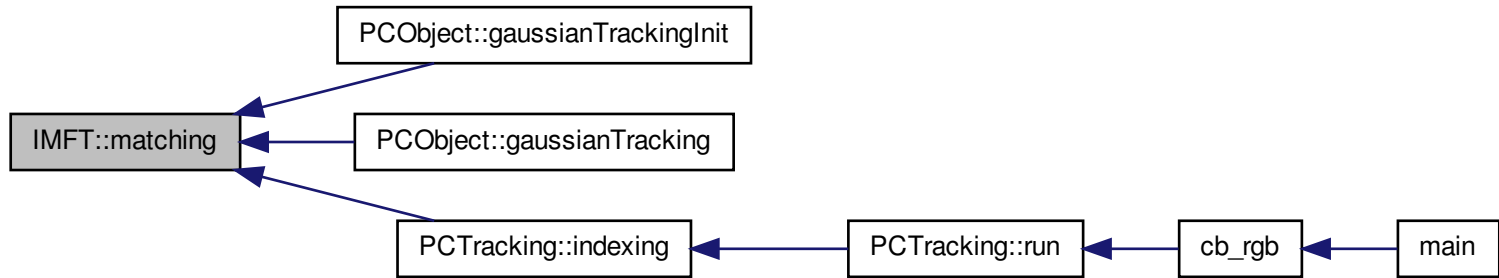 PCObject::gaussianTrackingInit
IMFT::matching
PCObject::gaussianTracking
PCTracking::indexing
PCTracking::run
cb_rgb
main